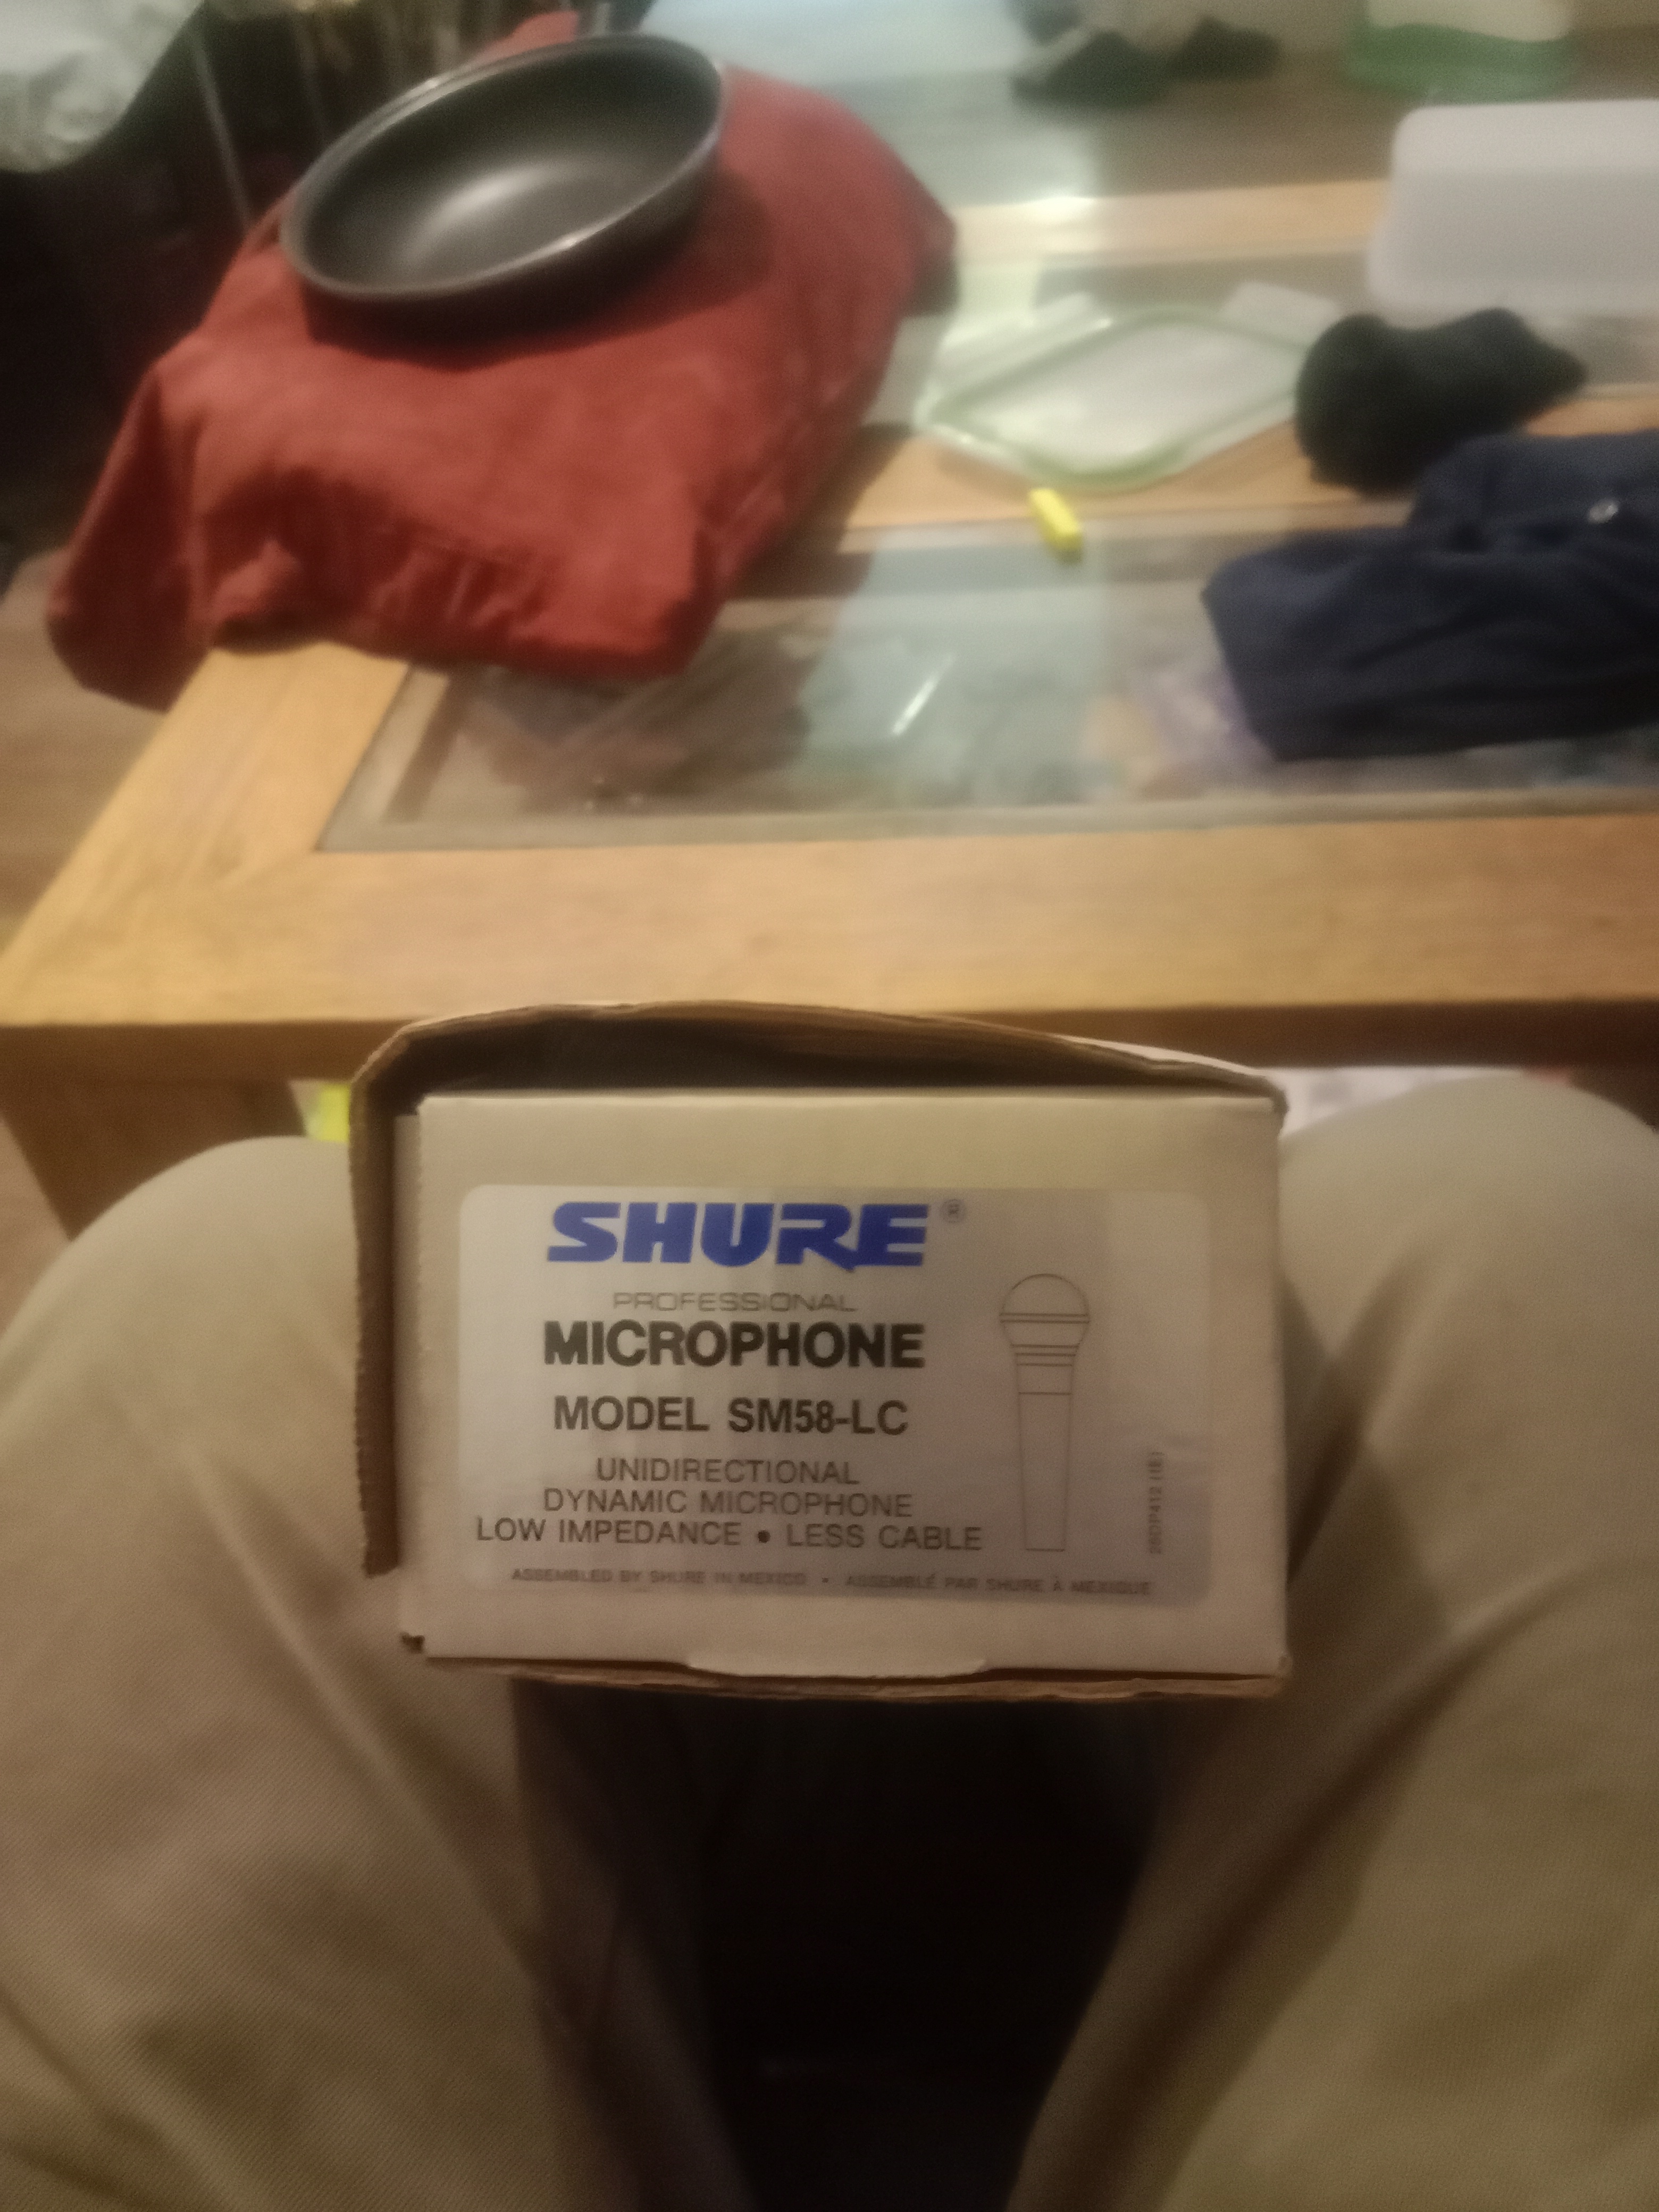 SHURE®
PROFESSIONAL
MICROPHONE
MODEL SM58-LC
UNIDIRECTIONAL
DYNAMIC MICROPHONE
LOW IMPEDANCE • LESS CABLE
ASSEMBLED BY SHURE IN MEXICO • ASSEMBLÉ PAR SHURE À MEXIQUE